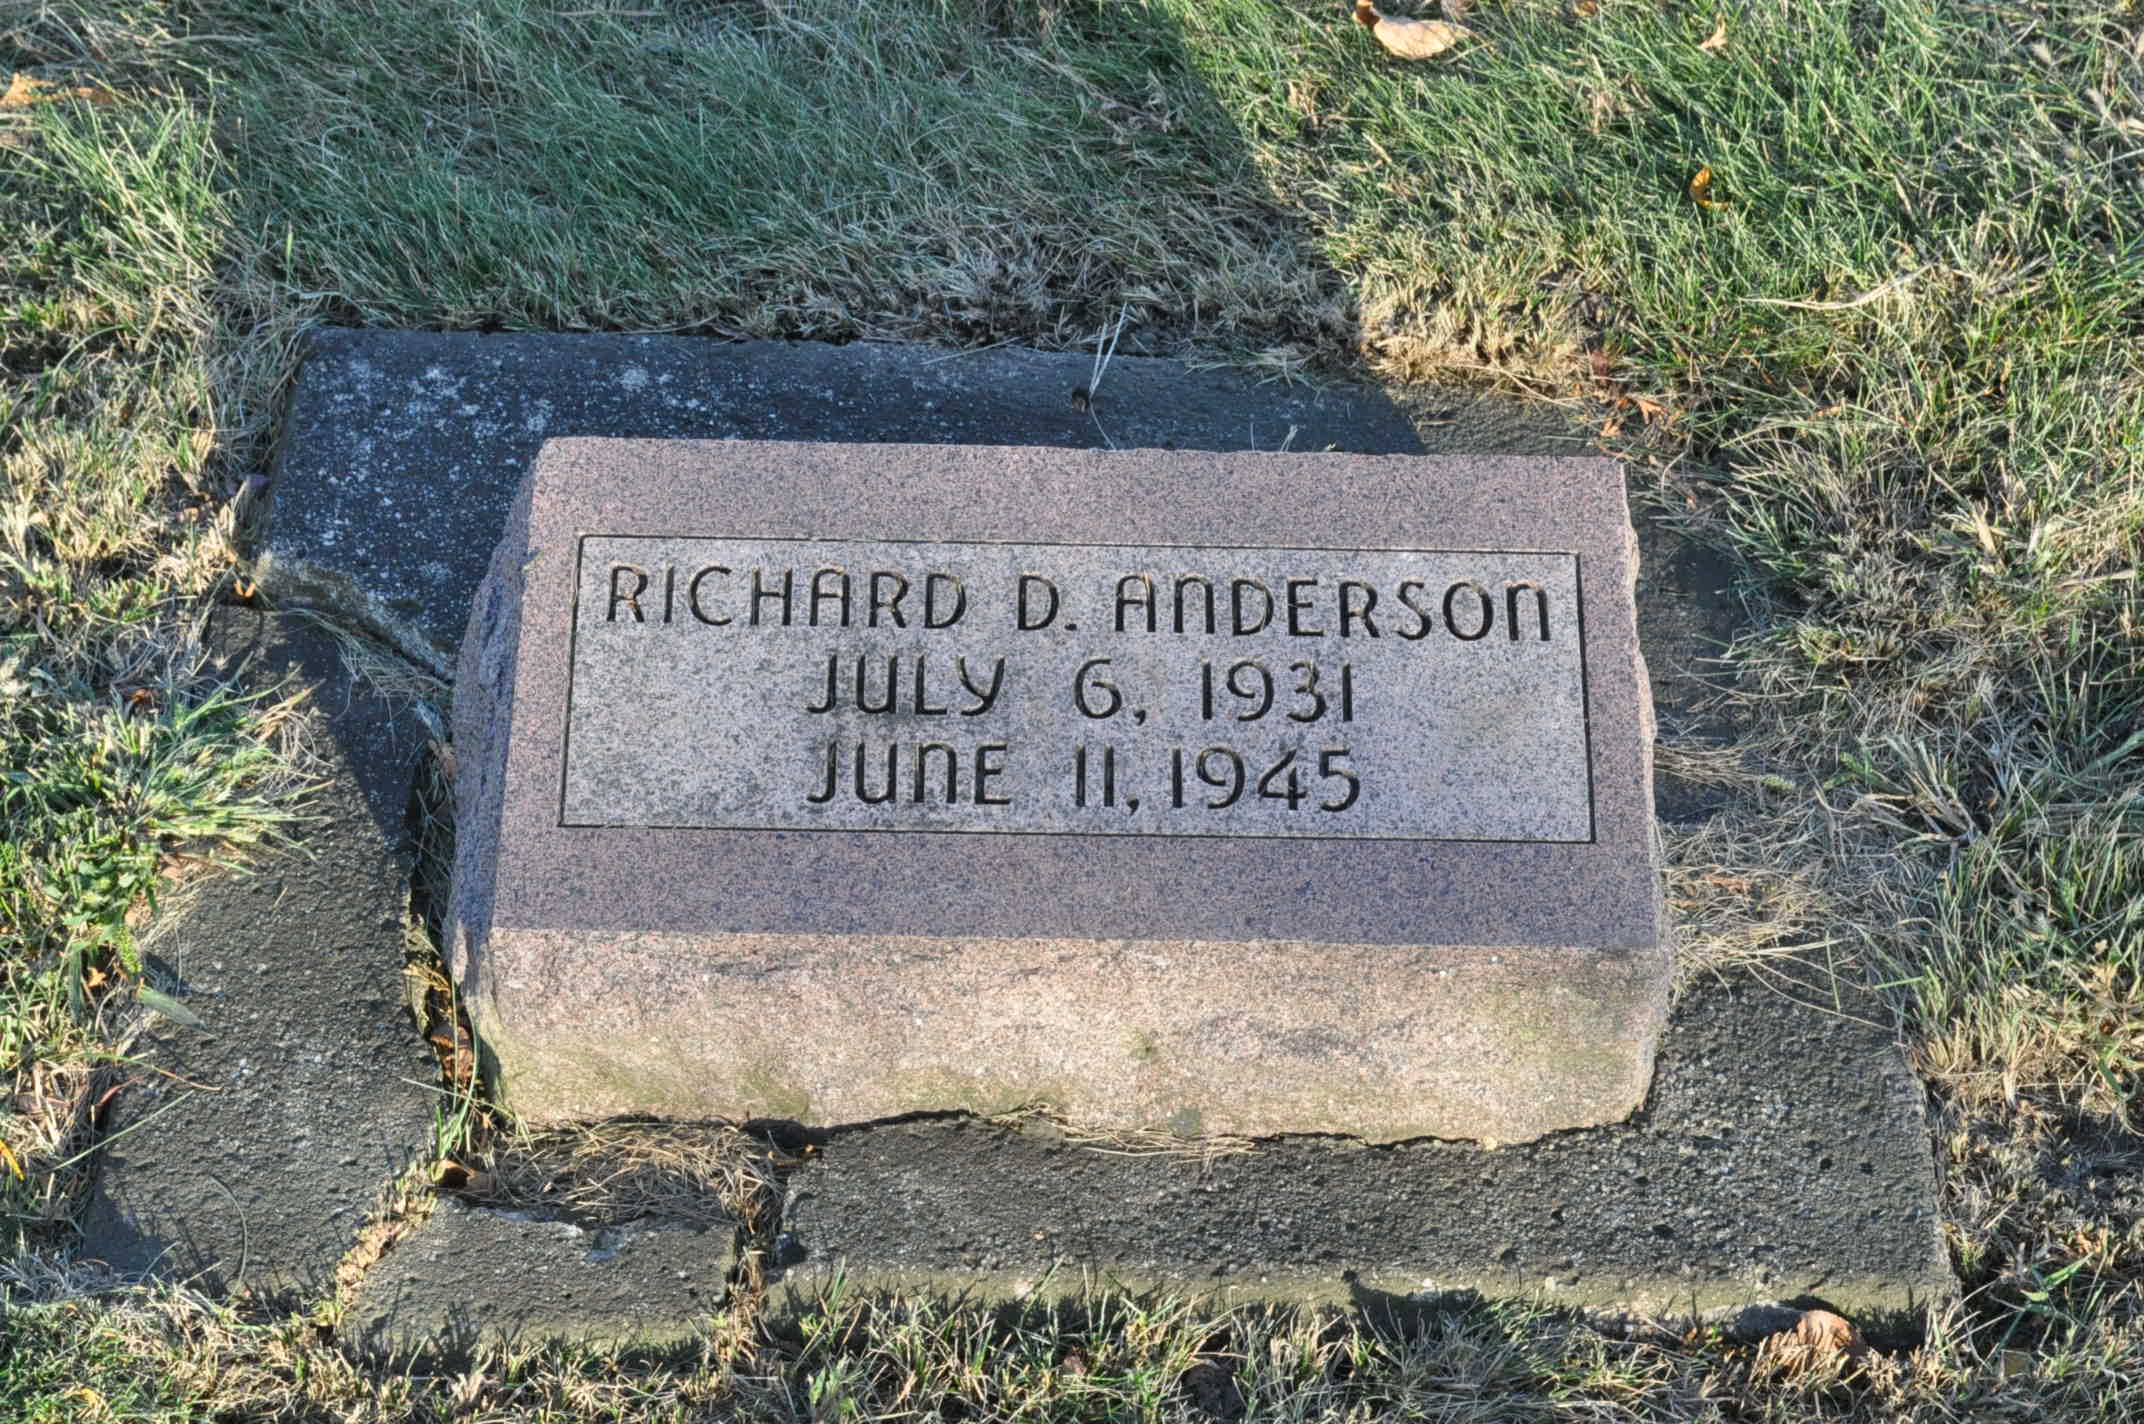 RICHARD D. ANDERSON
JULY 6, 1931
JUNE 11, 1945